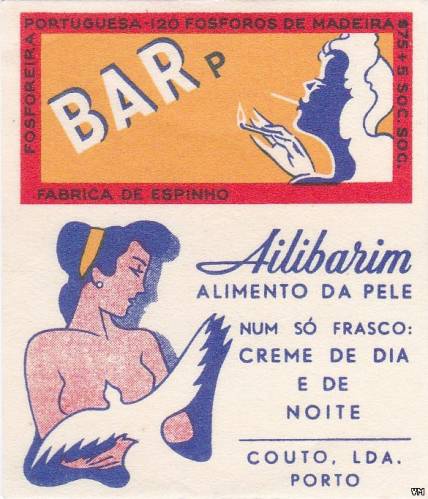 FOSFOREIRA PORTUGUESA-120 FOSFOROS DE MADEIRA $75+5 SOC. SOC.
BAR P
FABRICA DE ESPINHO
Ailibarim
ALIMENTO DA PELE
NUM SÓ FRASCO:
CREME DE DIA
E DE
NOITE
COUTO, LDA.
PORTO
VM